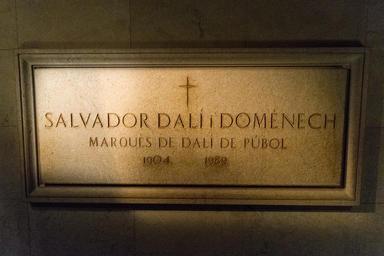 SALVADOR DALÍ i DOMÈNECH
MARQUÈS DE DALÍ DE PÚBOL
1904 1989